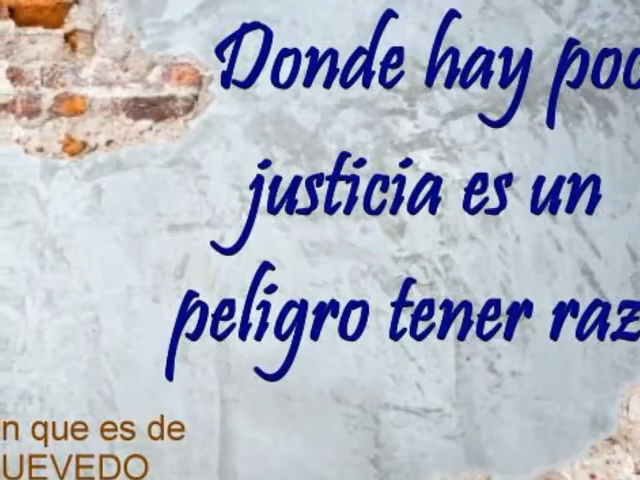 Donde hay poc
justicia es un
peligro tener raz
n que es de
UEVEDO